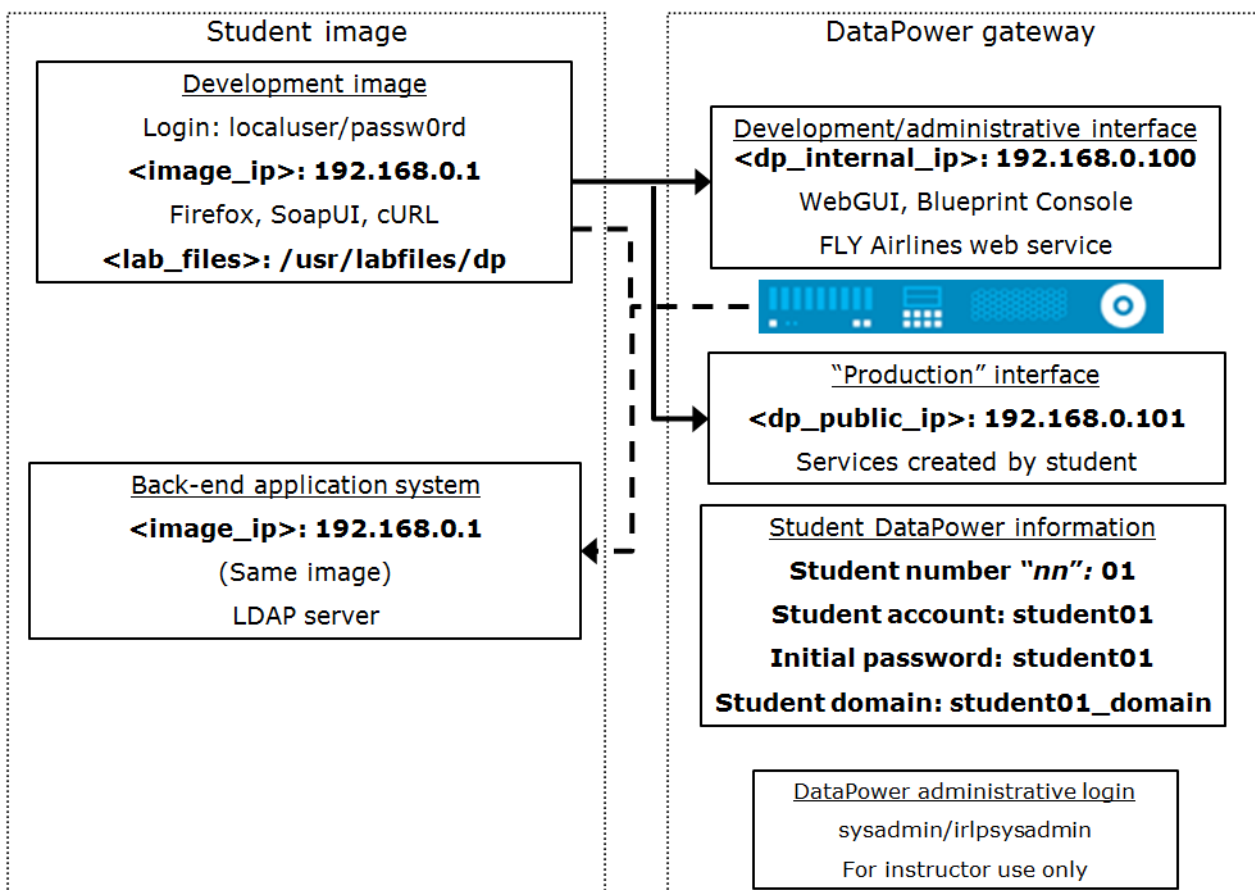 Student image
Development image
Login: localuser/passw0rd
<image_ip>: 192.168.0.1
Firefox, SoapUI, cURL
<lab_files>: /usr/labfiles/dp
Back-end application system
<image_ip>: 192.168.0.1
(Same image)
LDAP server
DataPower gateway
Development/administrative interface
<dp_internal_ip>: 192.168.0.100
WebGUI, Blueprint Console
FLY Airlines web service
“Production” interface
<dp_public_ip>: 192.168.0.101
Services created by student
Student DataPower information
Student number “nn”: 01
Student account: student01
Initial password: student01
Student domain: student01_domain
DataPower administrative login
sysadmin/irlpsysadmin
For instructor use only